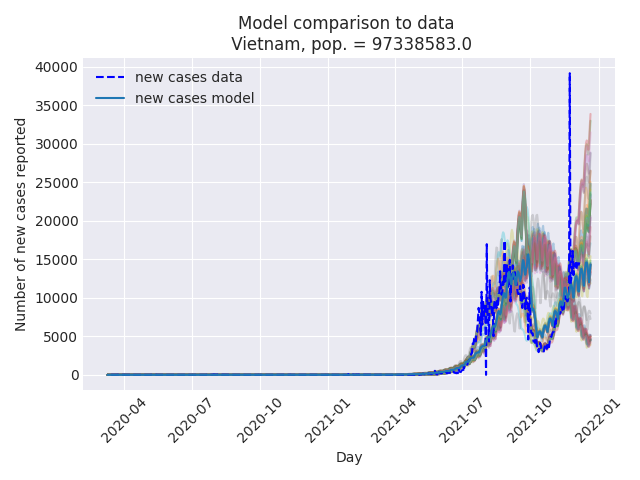 Model comparison to data
Vietnam, pop. = 97338583.0
new cases data
new cases model
40000
35000
30000
25000
20000
15000
10000
5000
0
Number of new cases reported
2020-04
2020-07
2020-10
2021-01
2021-04
2021-07
2021-10
2022-01
Day